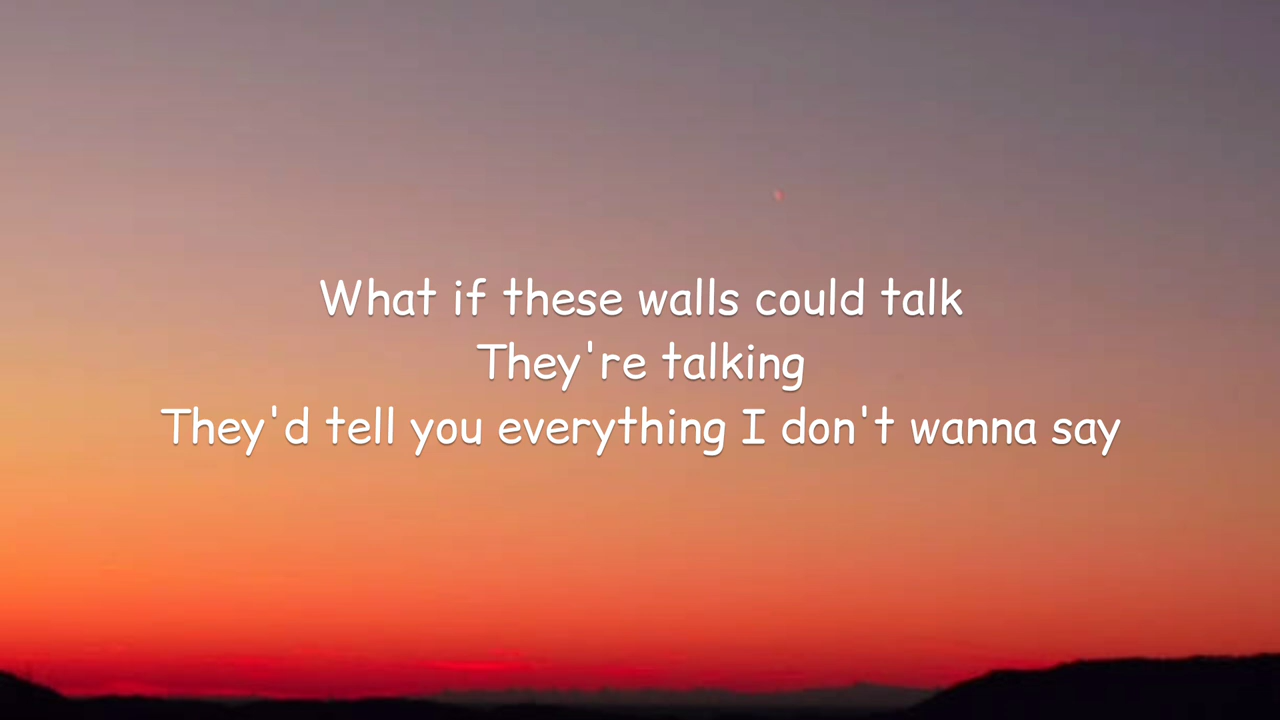 What if these walls could talk
They're talking
They'd tell you everything I don't wanna say